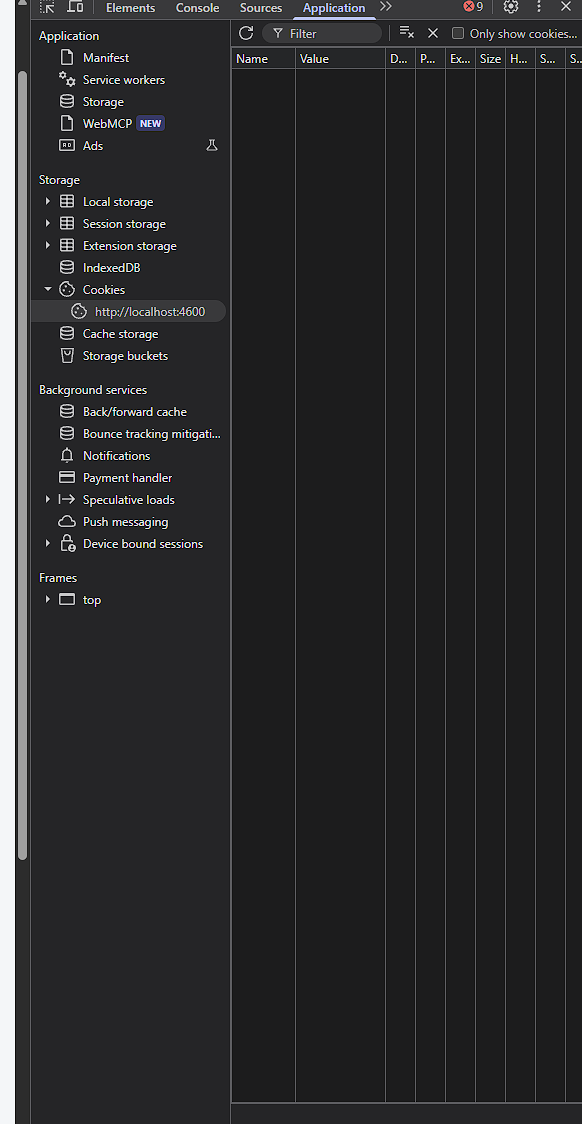 Elements Console Sources Application 9
Application
Manifest
Service workers
Storage
WebMCP NEW
Ads
Storage
Local storage
Session storage
Extension storage
IndexedDB
Cookies
http://localhost:4600
Cache storage
Storage buckets
Background services
Back/forward cache
Bounce tracking mitigati...
Notifications
Payment handler
Speculative loads
Push messaging
Device bound sessions
Frames
top
Filter Only show cookies...
Name Value D... P... Ex... Size H... S... S...